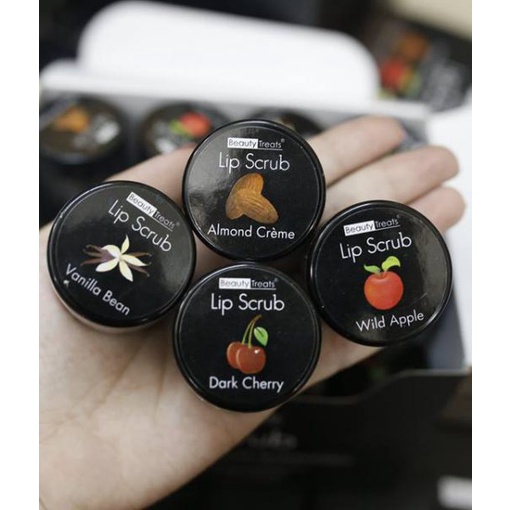 Beauty Treats®
Lip Scrub
Almond Crème
Beauty Treats®
Lip Scrub
Vanilla Bean
Beauty Treats®
Lip Scrub
Wild Apple
Beauty Treats®
Lip Scrub
Dark Cherry